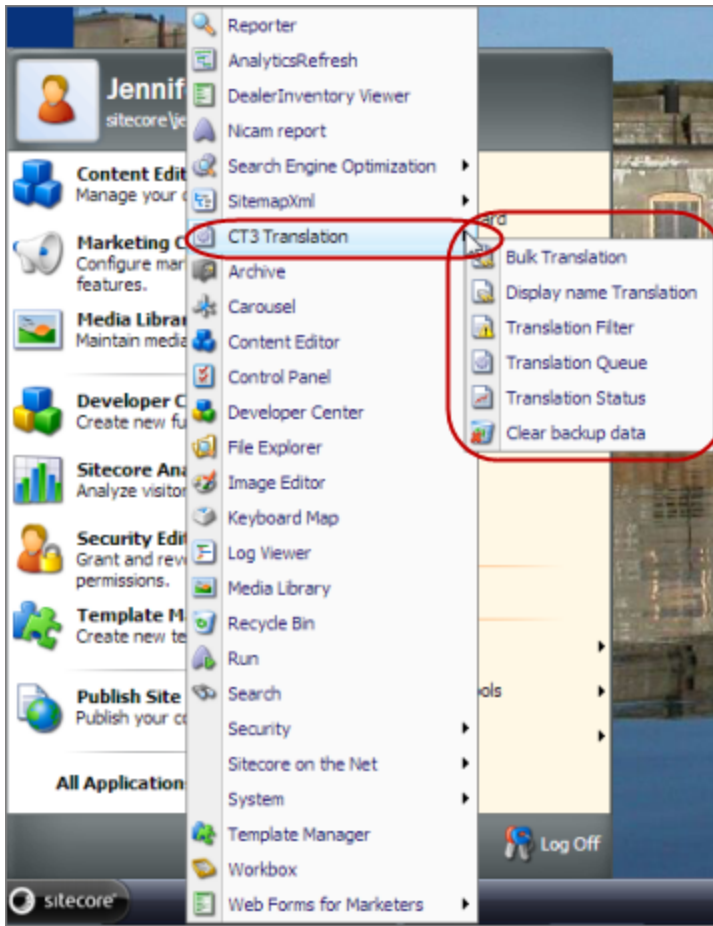 Jennif
sitecore\je
Content Edit
Manage your
Marketing C
Configure mar
features.
Media Librar
Maintain media
Developer C
Create new fu
Sitecore Ana
Analyze visitor
Security Edit
Grant and rev
permissions.
Template M
Create new te
Publish Site
Publish your co
All Application
sitecore
Reporter
AnalyticsRefresh
DealerInventory Viewer
Nicam report
Search Engine Optimization
SitemapXml
CT3 Translation
Archive
Carousel
Content Editor
Control Panel
Developer Center
File Explorer
Image Editor
Keyboard Map
Log Viewer
Media Library
Recycle Bin
Run
Search
Security
Sitecore on the Net
System
Template Manager
Workbox
Web Forms for Marketers
ard
Bulk Translation
Display name Translation
Translation Filter
Translation Queue
Translation Status
Clear backup data
ols
Log Off